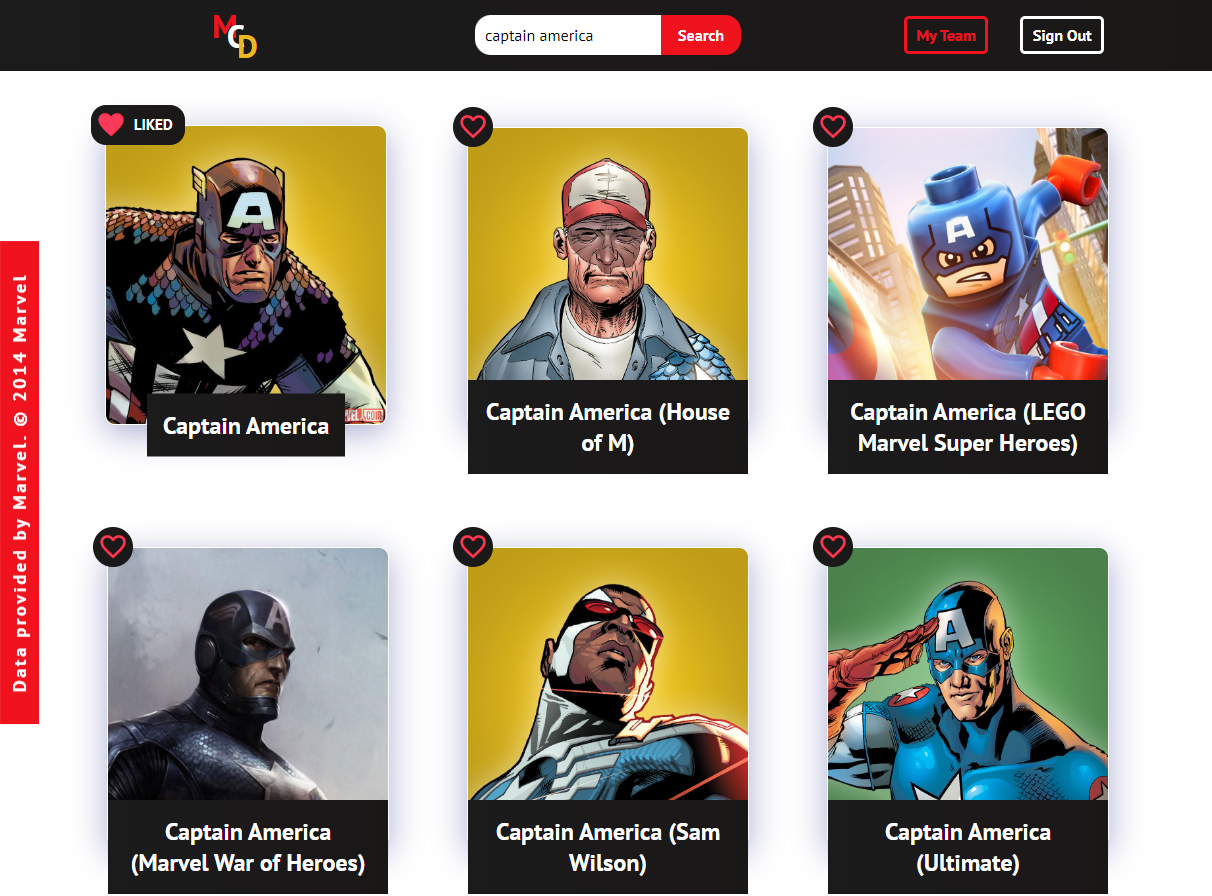 MCD
captain america
Search
My Team
Sign Out
LIKED
A
Captain America
Captain America (House
of M)
A
Captain America (LEGO
Marvel Super Heroes)
Data provided by Marvel. © 2014 Marvel
A
Captain America
(Marvel War of Heroes)
Captain America (Sam
Wilson)
A
Captain America
(Ultimate)